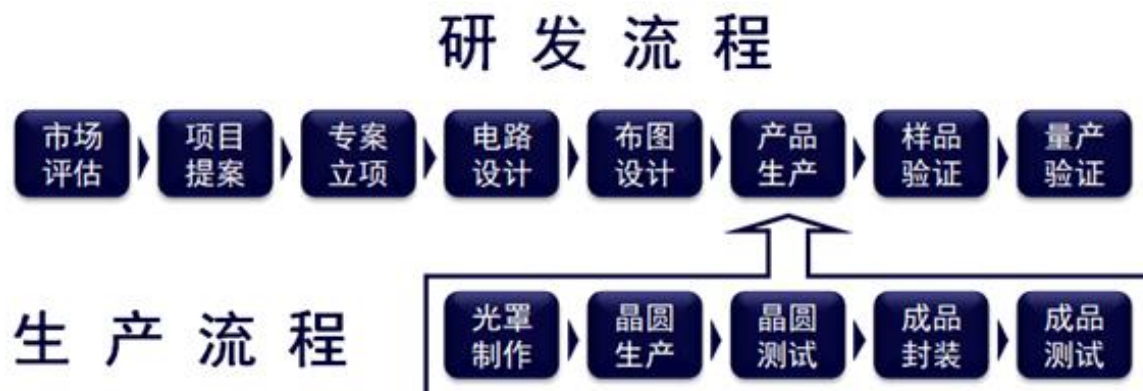 研发流程
市场
评估
项目
提案
专案
立项
电路
设计
布图
设计
产品
生产
样品
验证
量产
验证
生产流程
光罩
制作
晶圆
生产
晶圆
测试
成品
封装
成品
测试